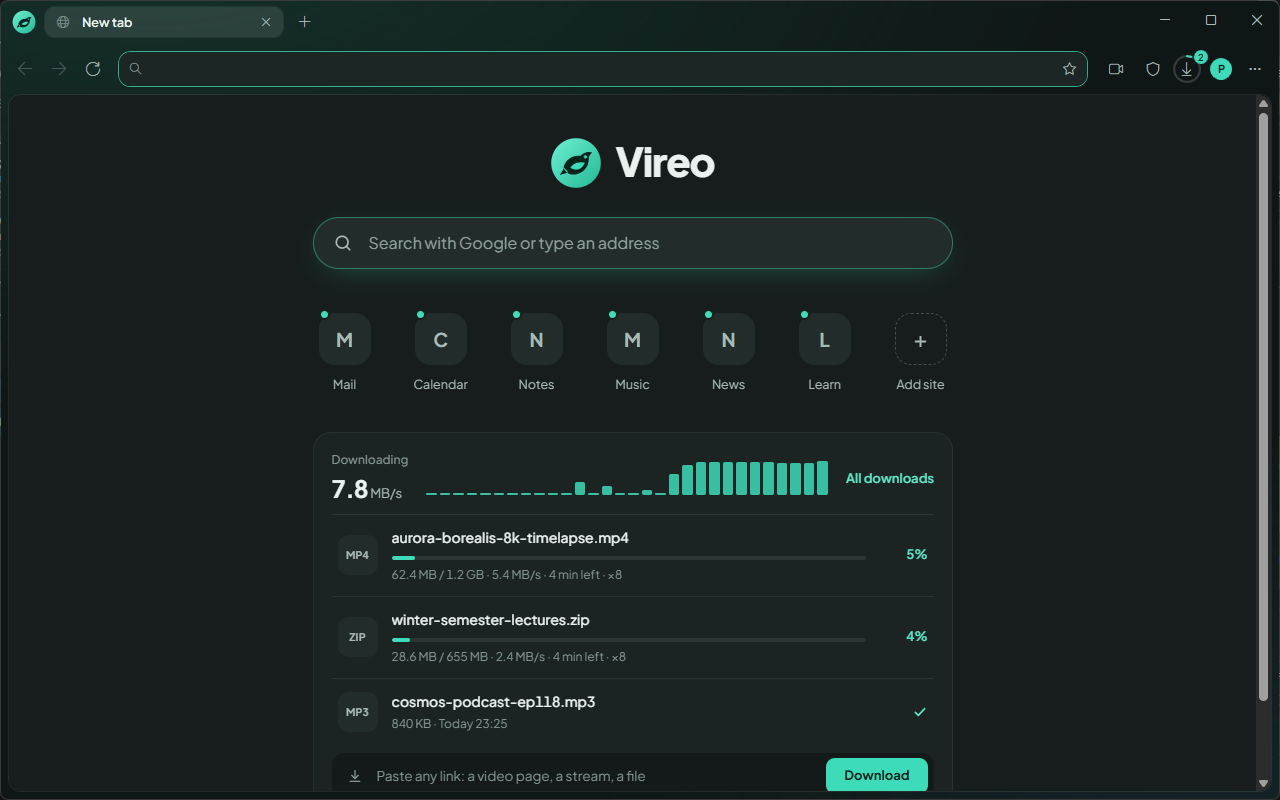 New tab
2
P
Vireo
Search with Google or type an address
M C N M N L +
Mail Calendar Notes Music News Learn Add site
Downloading
7.8 MB/s
All downloads
MP4
aurora-borealis-8k-timelapse.mp4
62.4 MB / 1.2 GB · 5.4 MB/s · 4 min left · ×8
5%
ZIP
winter-semester-lectures.zip
28.6 MB / 655 MB · 2.4 MB/s · 4 min left · ×8
4%
MP3
cosmos-podcast-ep118.mp3
840 KB · Today 23:25
Paste any link: a video page, a stream, a file
Download